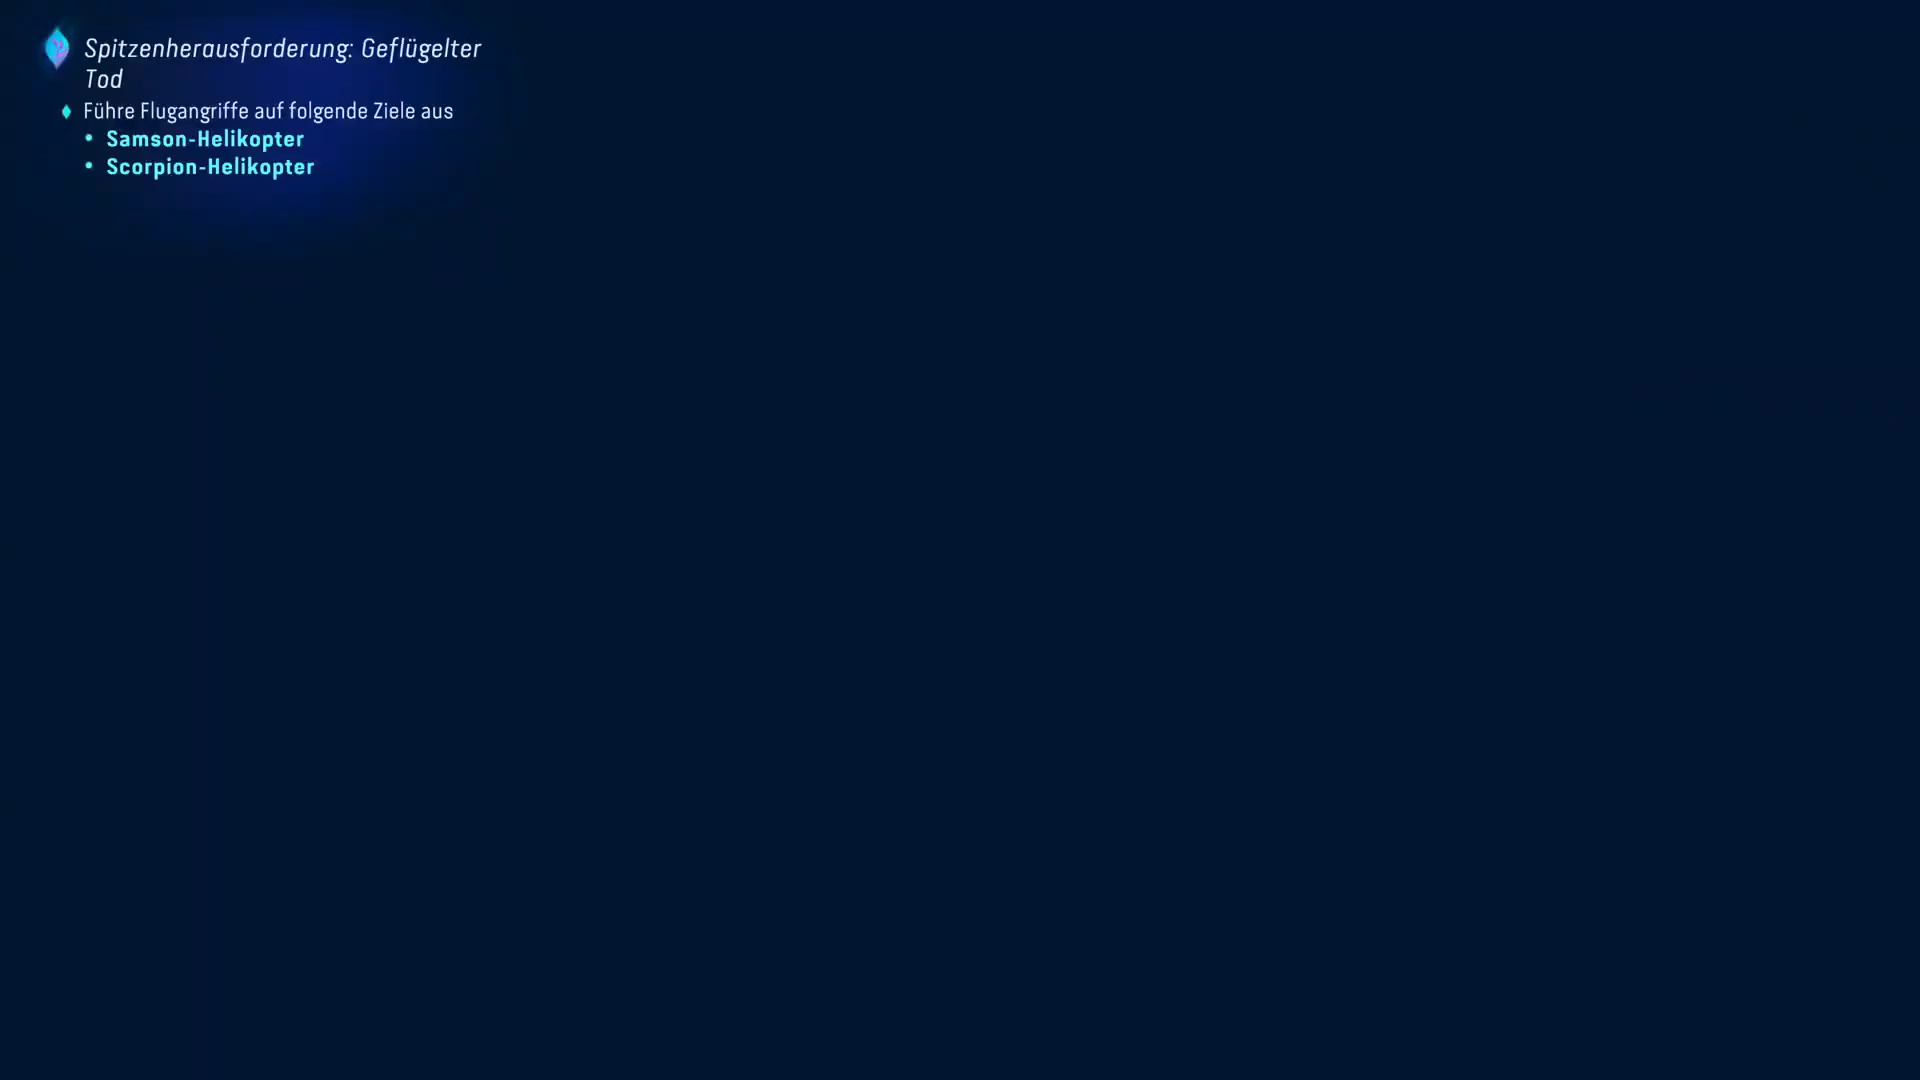 Spitzenherausforderung: Geflügelter
Tod
Führe Flugangriffe auf folgende Ziele aus
• Samson-Helikopter
• Scorpion-Helikopter